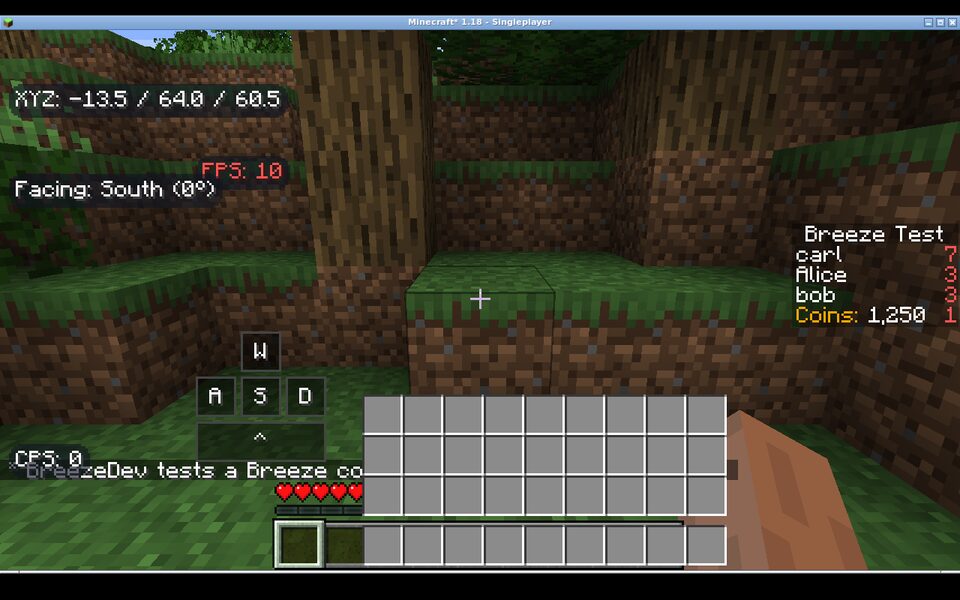 Minecraft* 1.18 - Singleplayer
XYZ: -13.5 / 64.0 / 60.5
FPS: 10
Facing: South (0°)
Breeze Test
carl 7
Alice 3
bob 3
Coins: 1,250 1
W
A S D
^
CPS: 0
BreezeDev tests a Breeze co